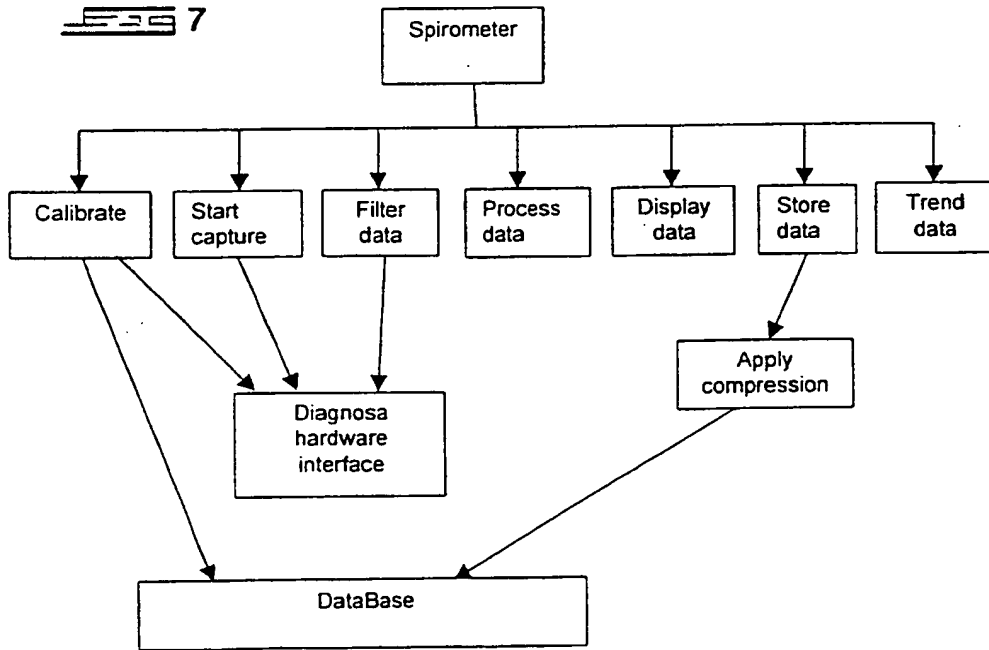 FIG 7
Spirometer
Calibrate
Start
capture
Filter
data
Process
data
Display
data
Store
data
Trend
data
Apply
compression
Diagnosa
hardware
interface
DataBase